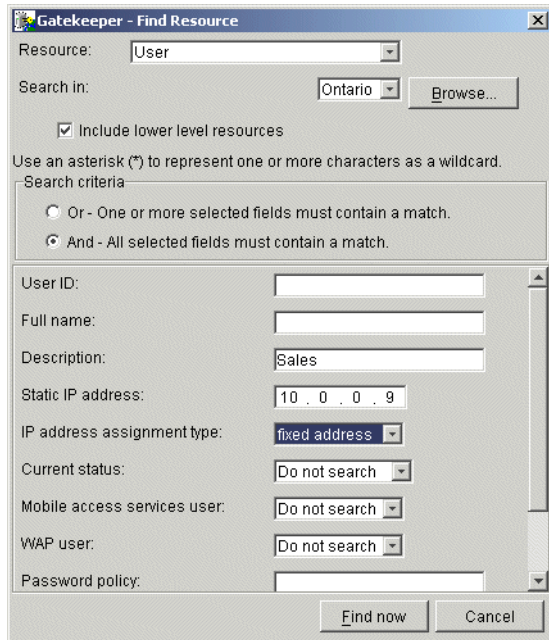 Gatekeeper - Find Resource
Resource: User
Search in: Ontario Browse...
Include lower level resources
Use an asterisk (*) to represent one or more characters as a wildcard.
Search criteria
Or - One or more selected fields must contain a match.
And - All selected fields must contain a match.
User ID:
Full name:
Description: Sales
Static IP address: 10 . 0 . 0 . 9
IP address assignment type: fixed address
Current status: Do not search
Mobile access services user: Do not search
WAP user: Do not search
Password policy:
Find now Cancel